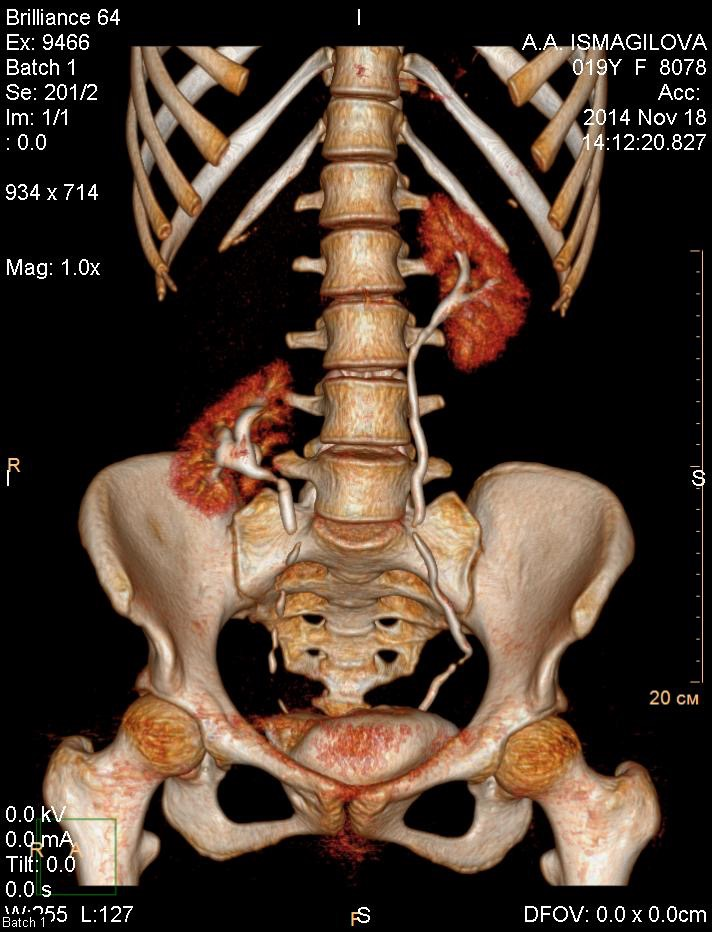 Brilliance 64
Ex: 9466
Batch 1
Se: 201/2
Im: 1/1
: 0.0
934 x 714
Mag: 1.0x
I
A.A. ISMAGILOVA
019Y F 8078
Acc:
2014 Nov 18
14:12:20.827
R
I
S
20 см
0.0 kV
0.0 mA
R A
Tilt: 0.0
0.0 s
W:255 L:127
Batch 1
FS
DFOV: 0.0 x 0.0cm